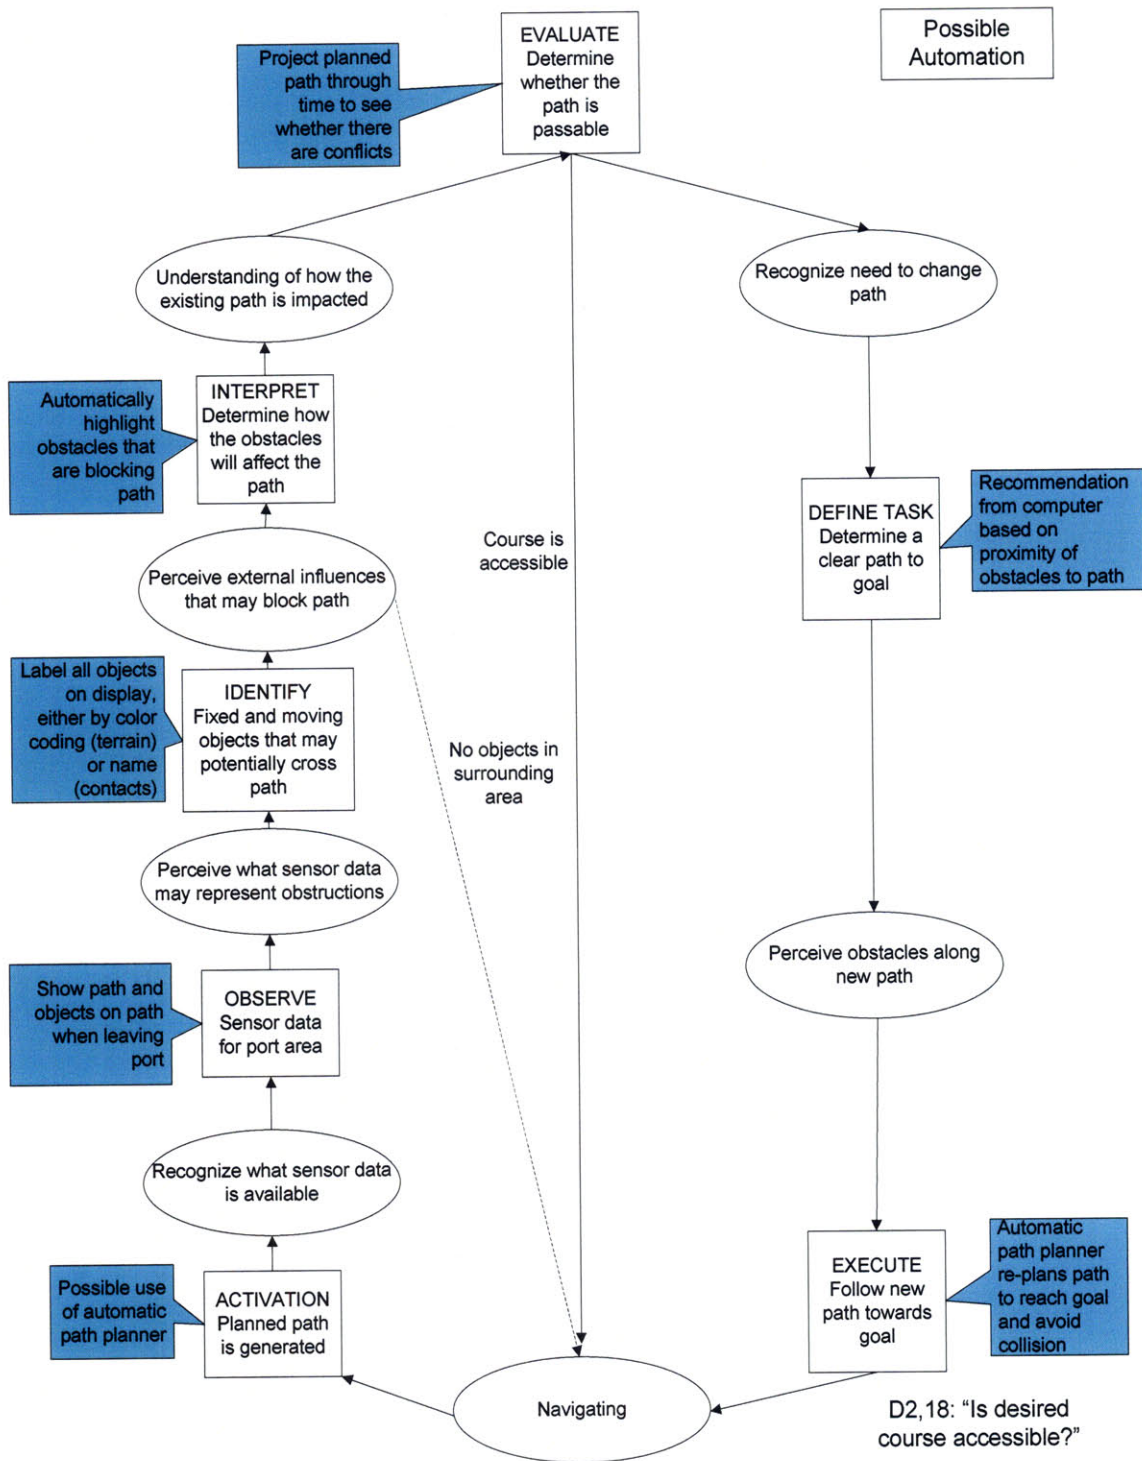 Possible
Automation
EVALUATE
Determine
whether the
path is
passable
Project planned
path through
time to see
whether there
are conflicts
Understanding of how the
existing path is impacted
Recognize need to change
path
INTERPRET
Determine how
the obstacles
will affect the
path
Automatically
highlight
obstacles that
are blocking
path
Course is
accessible
DEFINE TASK
Determine a
clear path to
goal
Recommendation
from computer
based on
proximity of
obstacles to path
Perceive external influences
that may block path
Label all objects
on display,
either by color
coding (terrain)
or name
(contacts)
IDENTIFY
Fixed and moving
objects that may
potentially cross
path
No objects in
surrounding
area
Perceive what sensor data
may represent obstructions
Perceive obstacles along
new path
Show path and
objects on path
when leaving
port
OBSERVE
Sensor data
for port area
Recognize what sensor data
is available
Possible use
of automatic
path planner
ACTIVATION
Planned path
is generated
EXECUTE
Follow new
path towards
goal
Automatic
path planner
re-plans path
to reach goal
and avoid
collision
Navigating
D2,18: "Is desired
course accessible?"